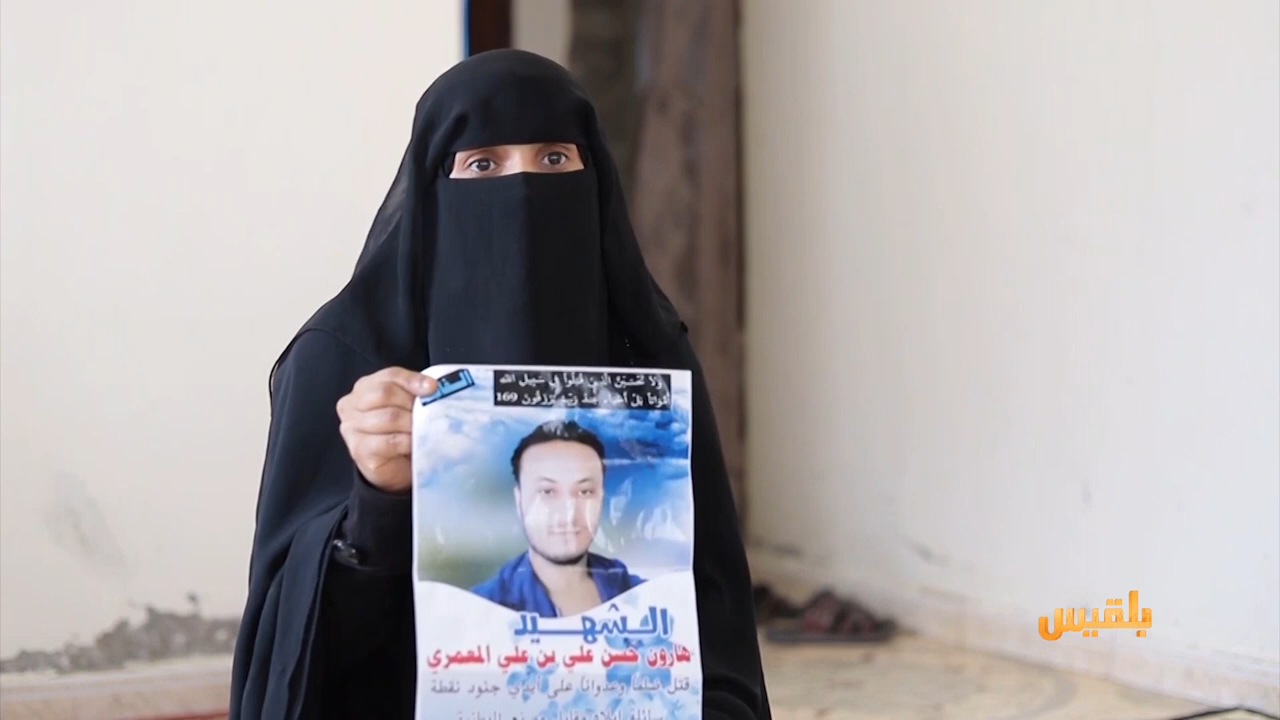 ولا تحسبن الذين قتلوا في سبيل الله
أمواتاً بل أحياء عند ربهم يرزقون 169
الشهيد
هارون حسن علي بن علي المعمري
قتل ظلماً وعدواناً على أيدي جنود نقطة
بلقيس